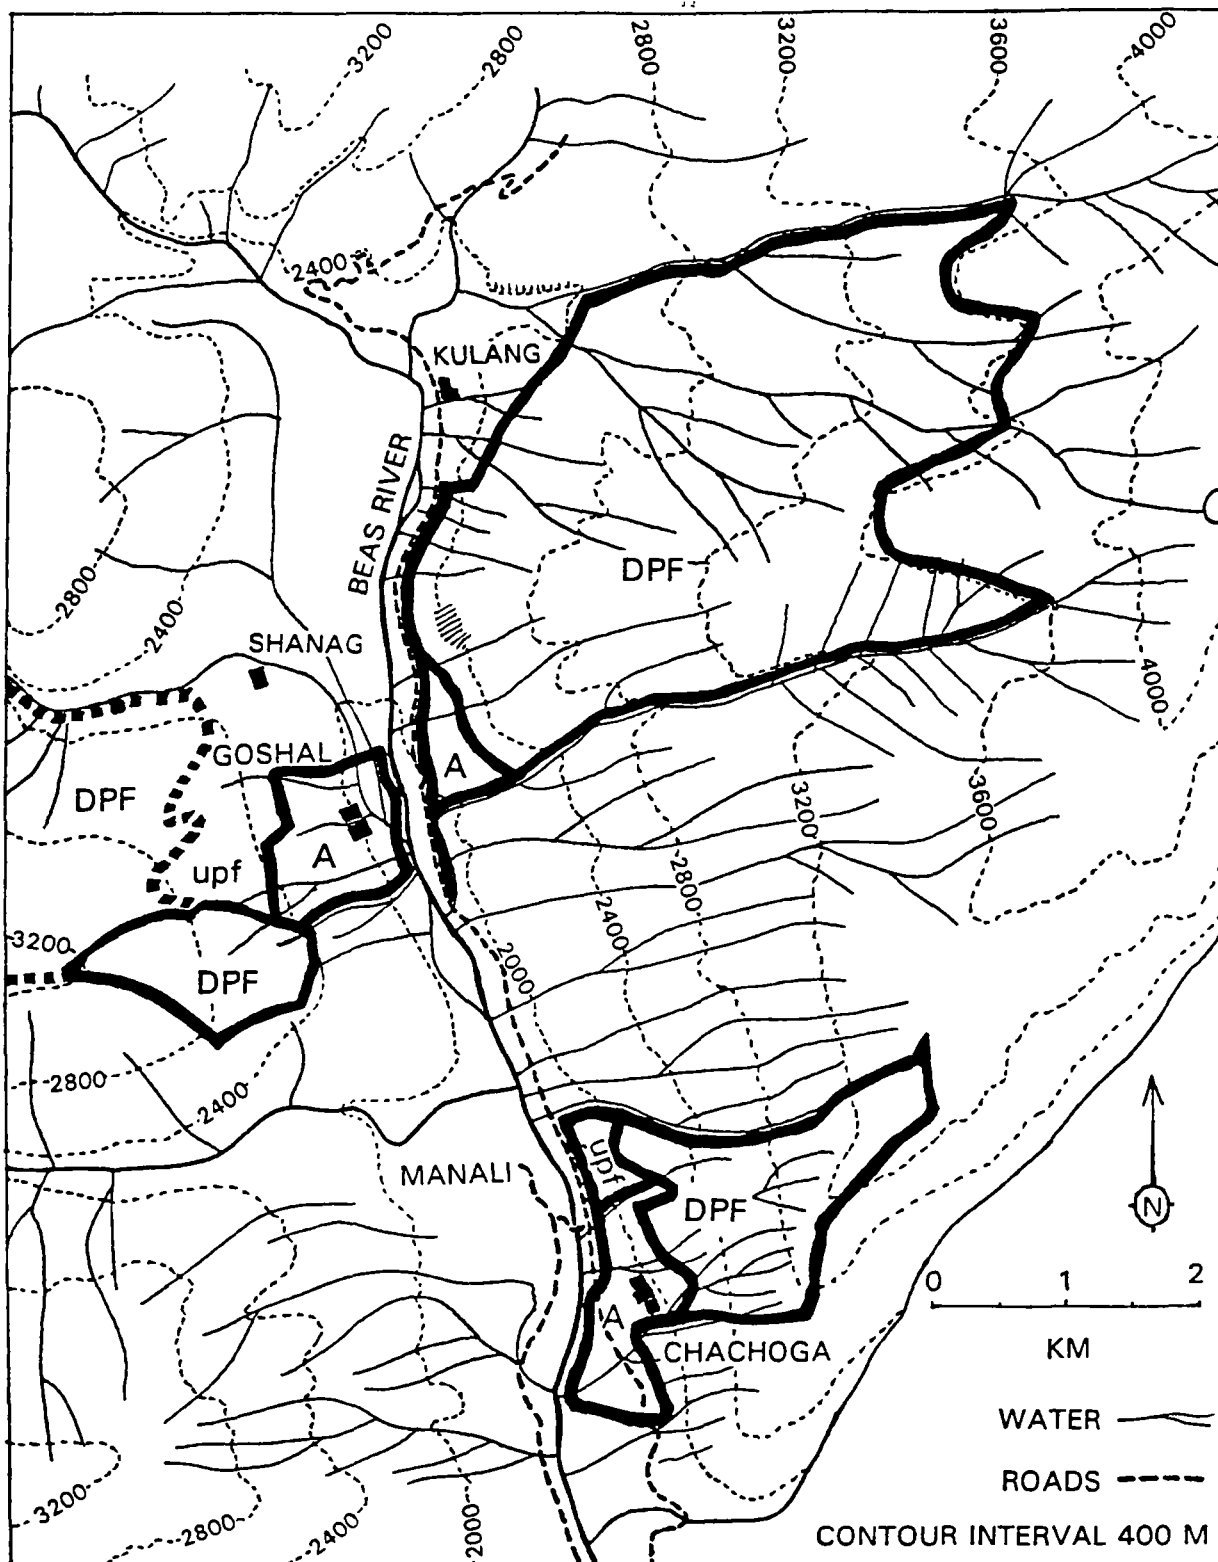 3200
2800
2800
3200
3600
4000
2400
KULANG
BEAS RIVER
DPF
2800
2400
SHANAG
4000
GOSHAL
A
DPF
3200
3600
A
upf
2800
2400
3200
DPF
2000
2800
2400
upf
MANALI
DPF
N
0 1 2
A
CHACHOGA
KM
WATER
ROADS
3200
2800
2400
2000
CONTOUR INTERVAL 400 M